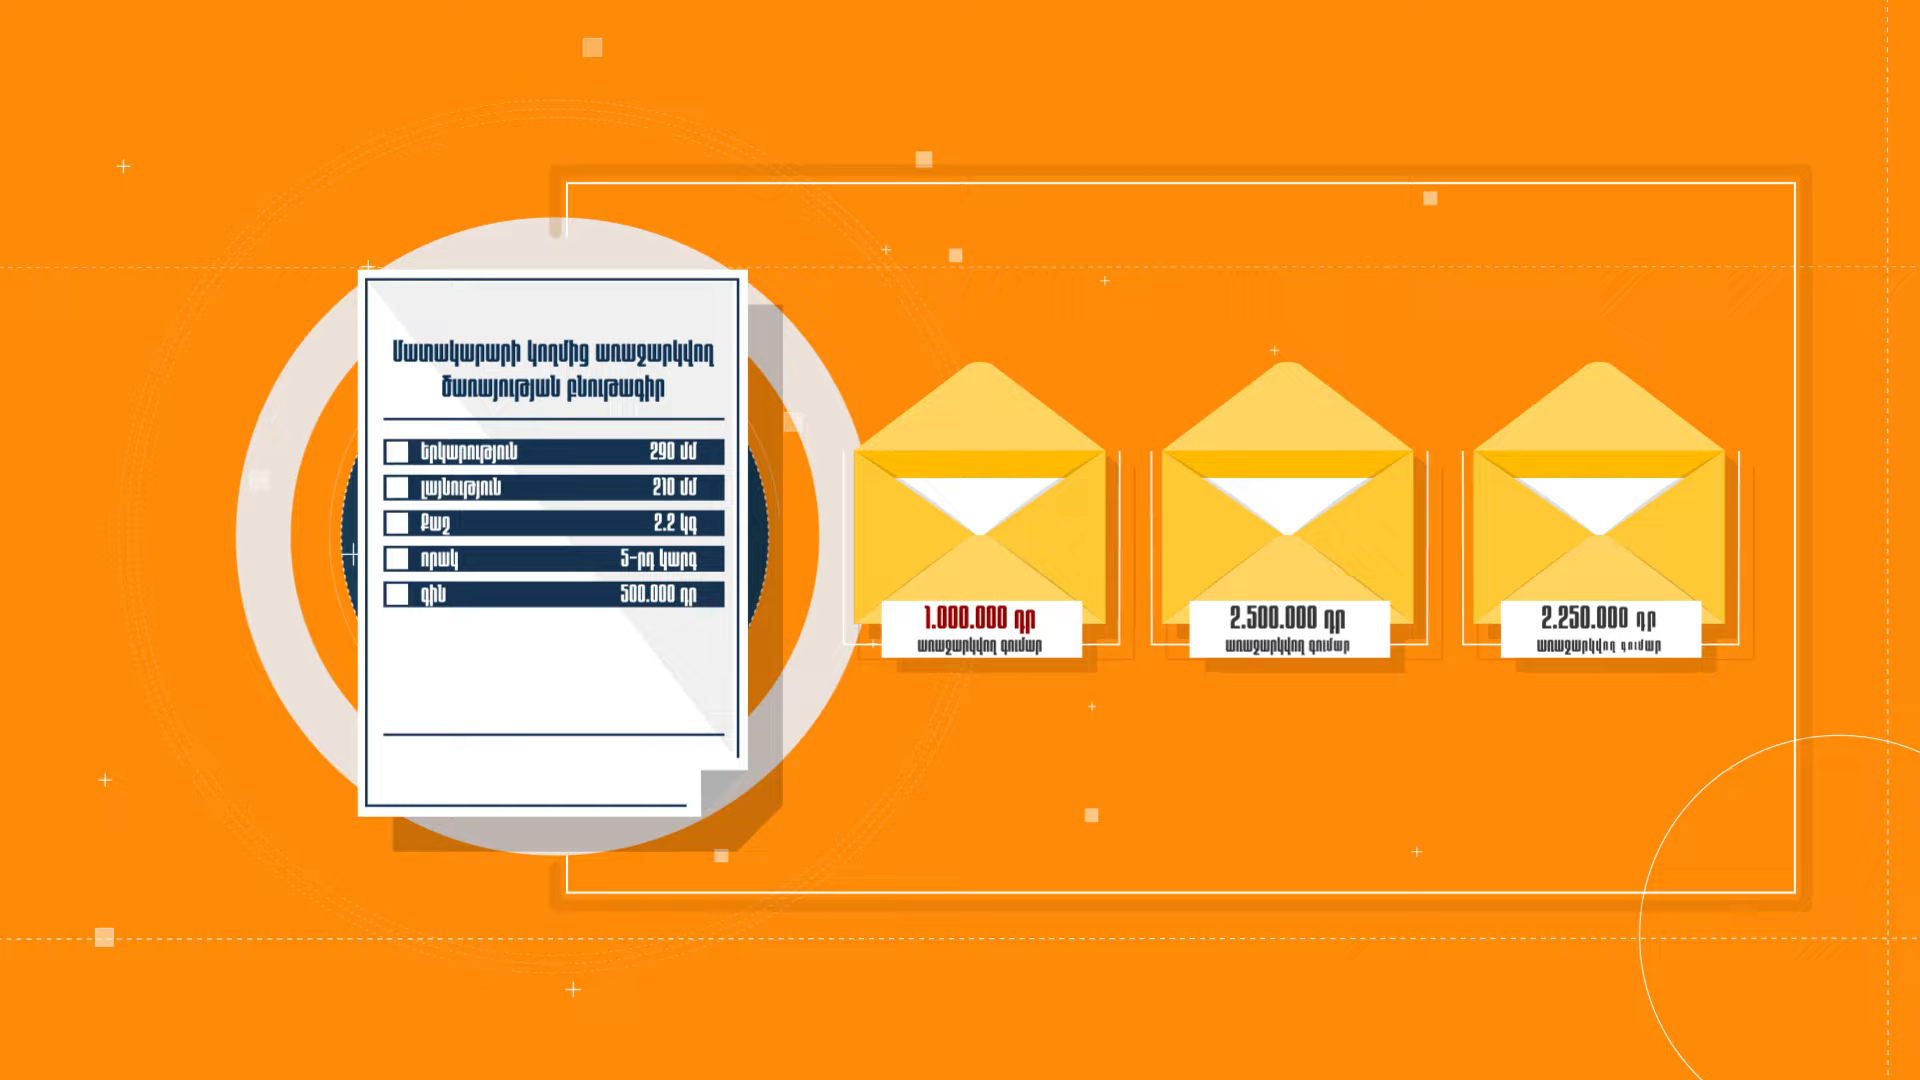 Մատակարարի կողմից առաջարկվող
ծառայության բնութագիր
երկարություն 290 մմ
լայնություն 210 մմ
Քաշ 2.2 կգ
որակ 5-րդ կարգ
գին 500.000 դր
1.000.000 դր
առաջարկվող գումար
2.500.000 դր
առաջարկվող գումար
2.250.000 դր
առաջարկվող գումար